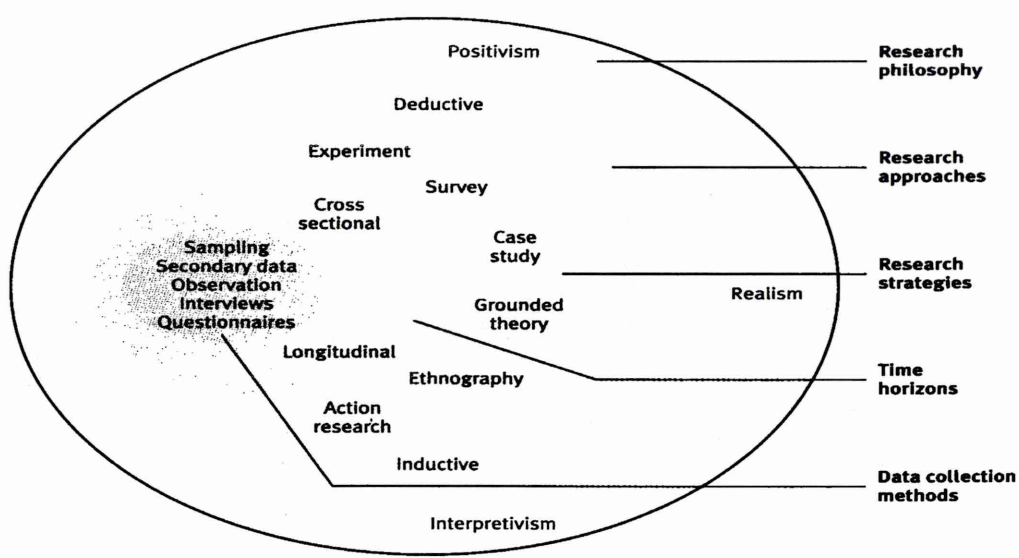 Positivism
Research
philosophy
Deductive
Experiment
Research
approaches
Survey
Cross
sectional
Sampling
Secondary data
Observation
Interviews
Questionnaires
Case
study
Research
strategies
Realism
Grounded
theory
Longitudinal
Ethnography
Time
horizons
Action
research
Inductive
Data collection
methods
Interpretivism